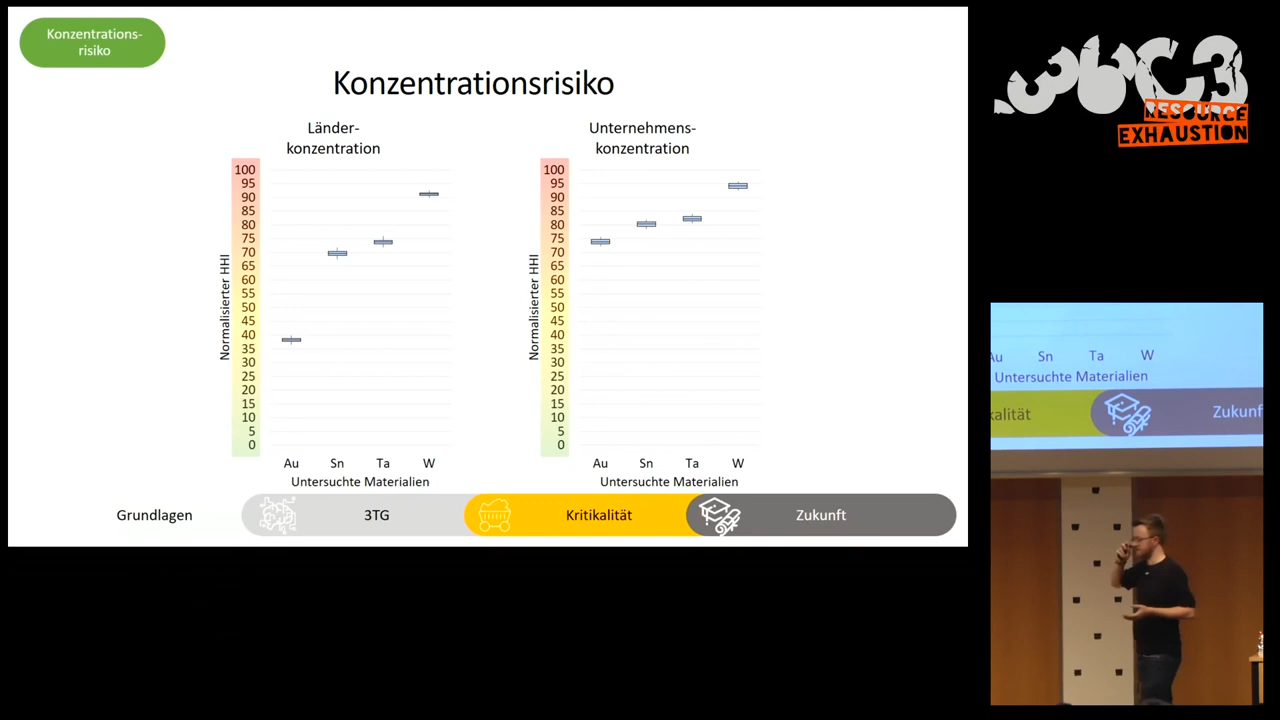 Konzentrations-
risiko
Konzentrationsrisiko
Länder-
konzentration
Normalisierter HHI
100
95
90
85
80
75
70
65
60
55
50
45
40
35
30
25
20
15
10
5
0
Au Sn Ta W
Untersuchte Materialien
Unternehmens-
konzentration
Normalisierter HHI
100
95
90
85
80
75
70
65
60
55
50
45
40
35
30
25
20
15
10
5
0
Au Sn Ta W
Untersuchte Materialien
Grundlagen 3TG Kritikalität Zukunft
36C3
RESOURCE
EXHAUSTION
Au Sn Ta W
Untersuchte Materialien
kalität Zukunf